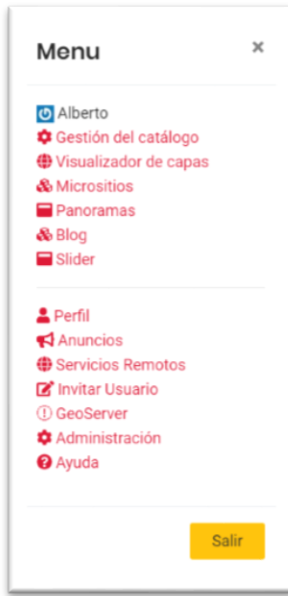 Menu ×
Alberto
Gestión del catálogo
Visualizador de capas
Micrositios
Panoramas
Blog
Slider
Perfil
Anuncios
Servicios Remotos
Invitar Usuario
GeoServer
Administración
Ayuda
Salir